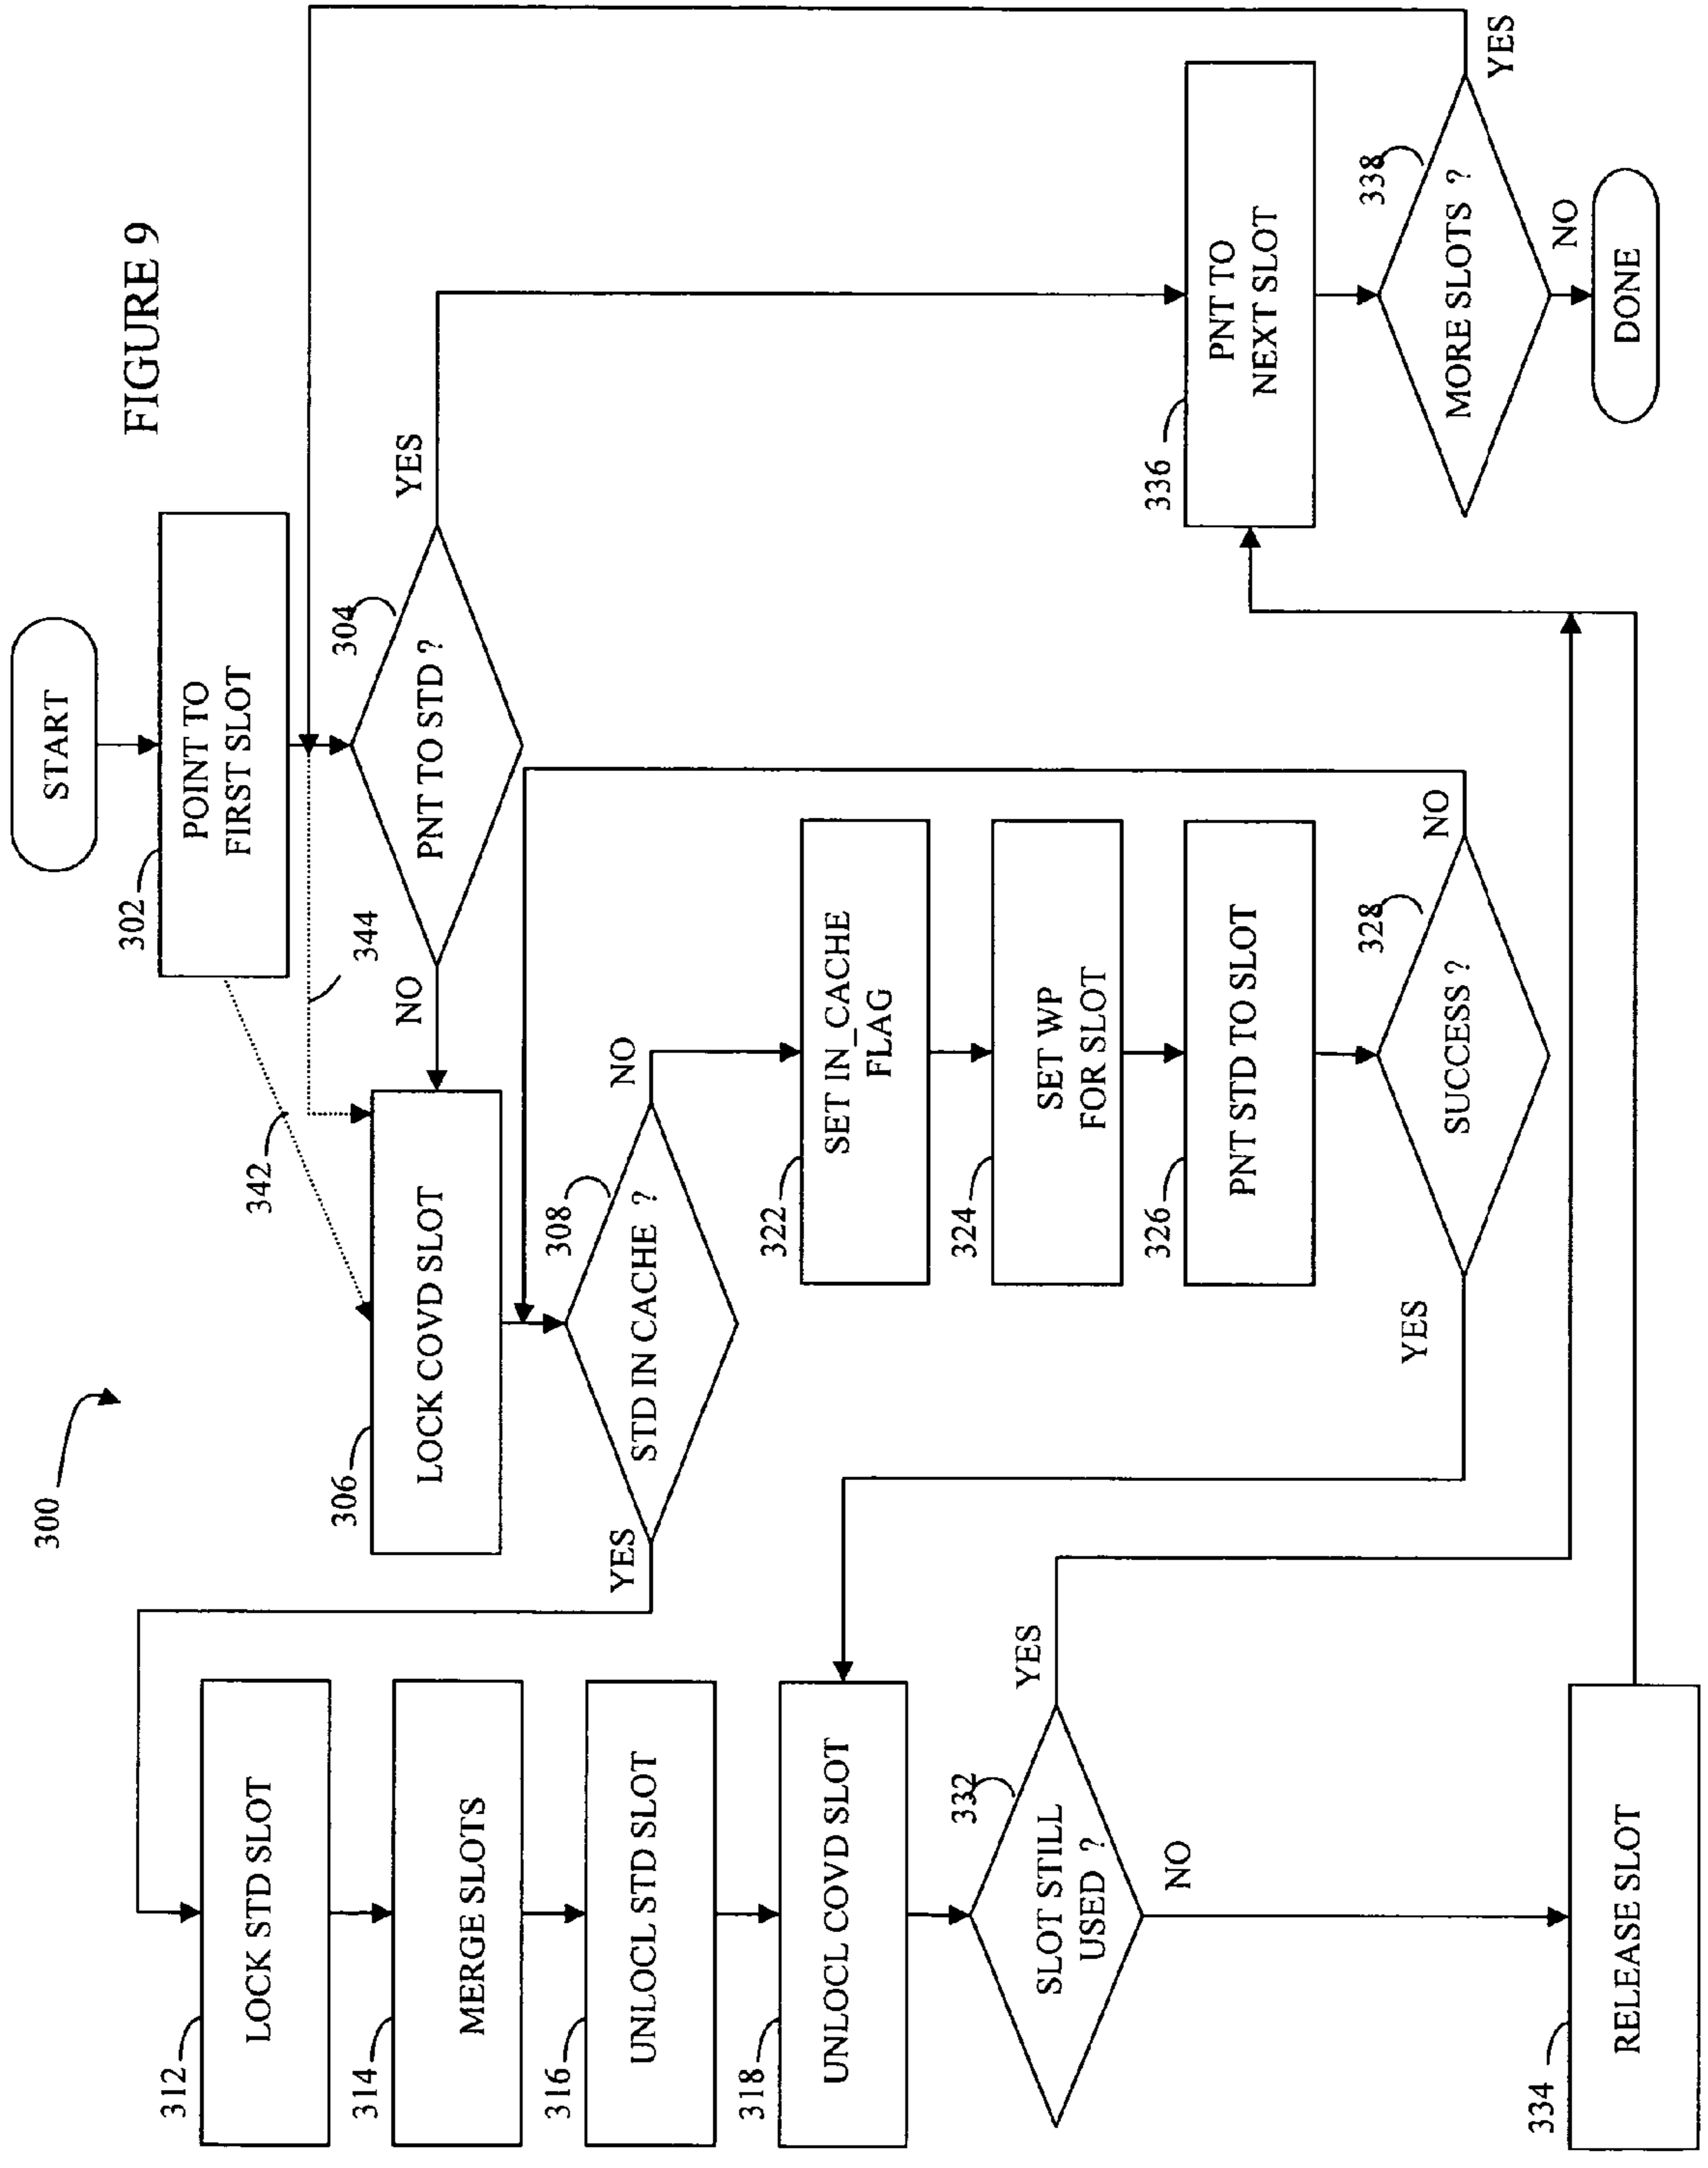 FIGURE 9
300
START
302
POINT TO
FIRST SLOT
342
344
304
PNT TO STD ?
YES
NO
306
LOCK COVD SLOT
308
STD IN CACHE ?
YES
NO
312
LOCK STD SLOT
314
MERGE SLOTS
316
UNLOCL STD SLOT
318
UNLOCL COVD SLOT
322
SET IN_CACHE
FLAG
324
SET WP
FOR SLOT
326
PNT STD TO SLOT
328
SUCCESS ?
YES
NO
332
SLOT STILL
USED ?
YES
NO
334
RELEASE SLOT
336
PNT TO
NEXT SLOT
338
MORE SLOTS ?
YES
NO
DONE